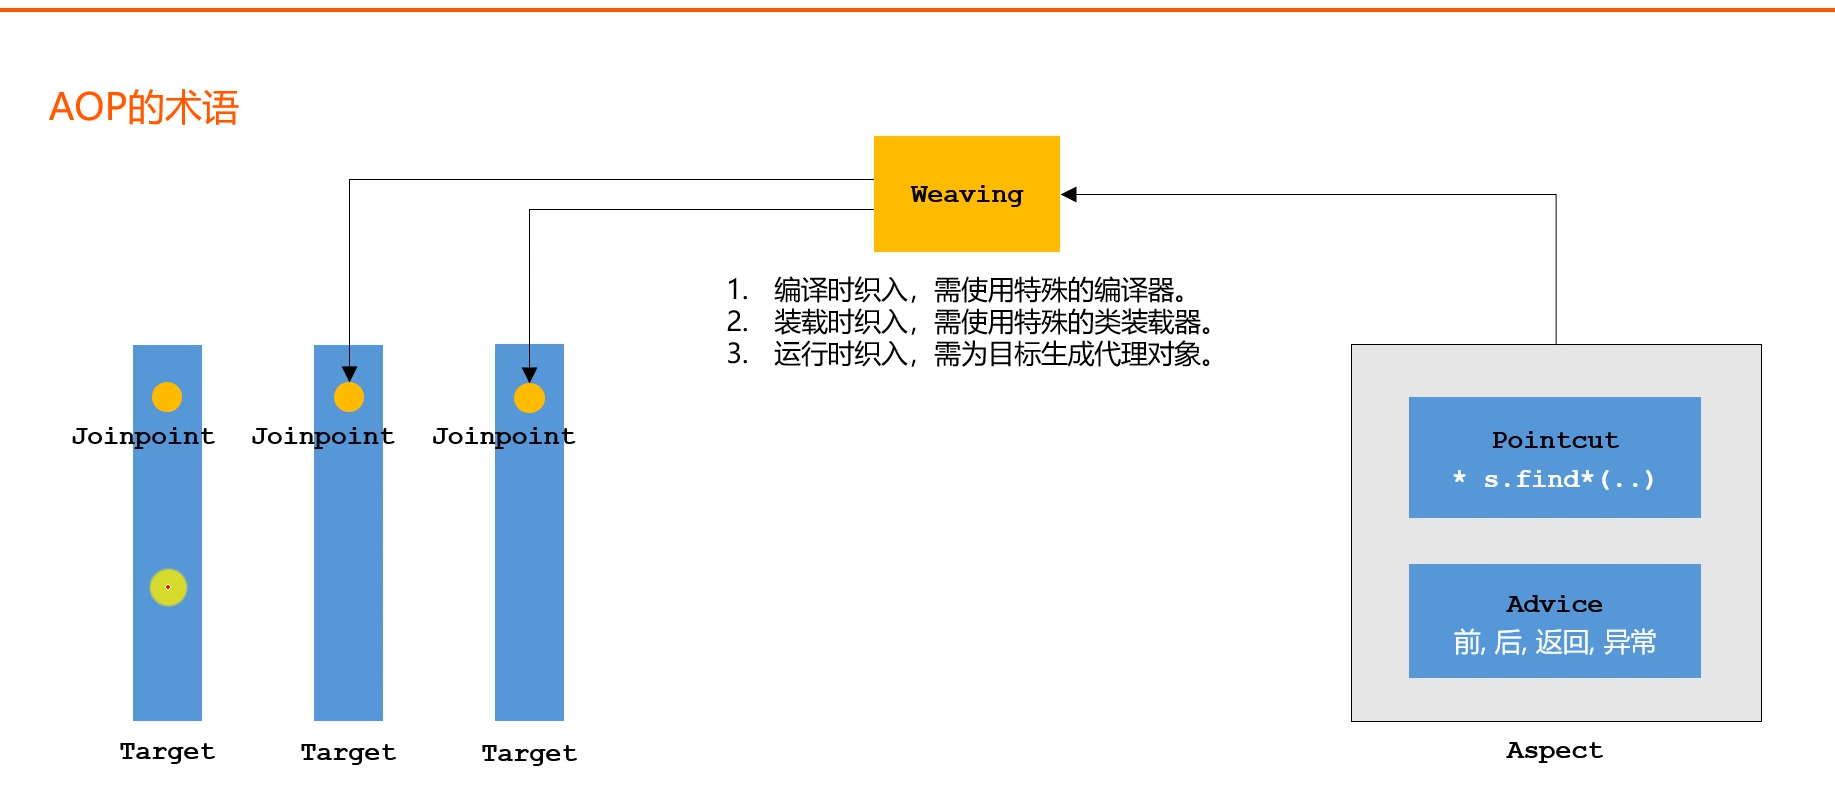 AOP的术语
Weaving
1. 编译时织入，需使用特殊的编译器。
2. 装载时织入，需使用特殊的类装载器。
3. 运行时织入，需为目标生成代理对象。
Joinpoint Joinpoint Joinpoint
Pointcut
* s.find*(..)
Advice
前, 后, 返回, 异常
Target Target Target
Aspect